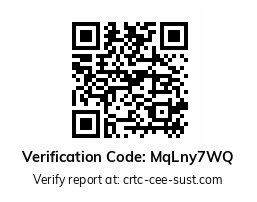 Verification Code: MqLny7WQ
Verify report at: crtc-cee-sust.com